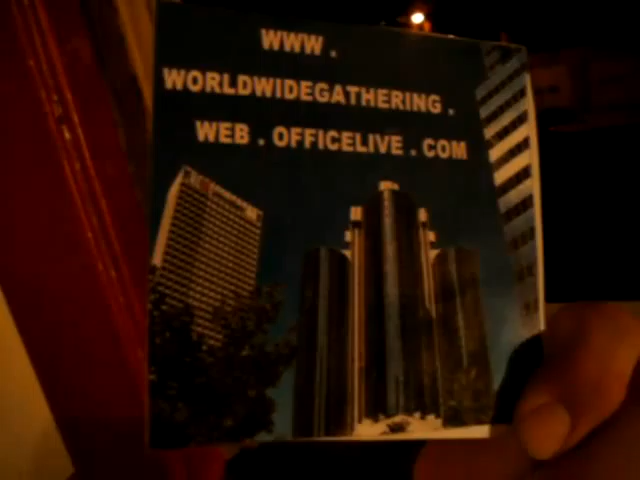 WWW .
WORLDWIDEGATHERING .
WEB . OFFICELIVE . COM